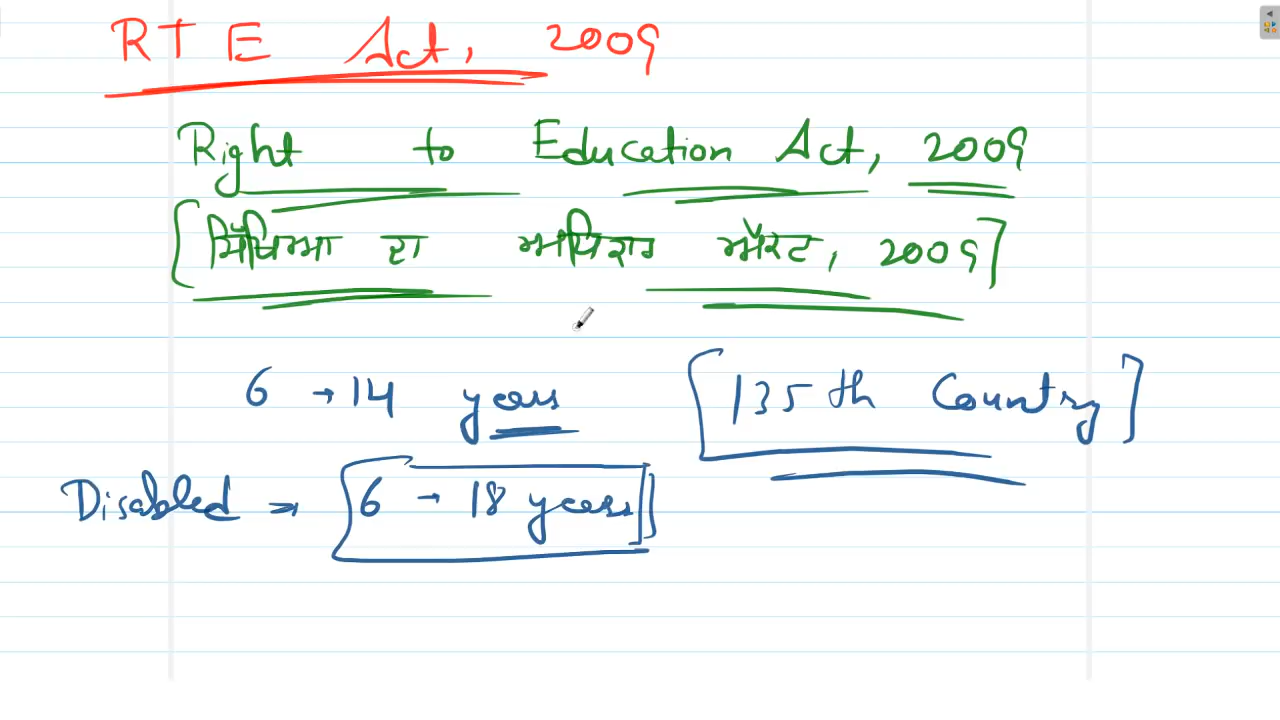 RTE Act, 2009
Right to Education Act, 2009
[ਸਿੱਖਿਆ ਦਾ ਅਧਿਕਾਰ ਐਕਟ, 2009]
6 → 14 years [135th Country]
Disabled → [6 → 18 years]